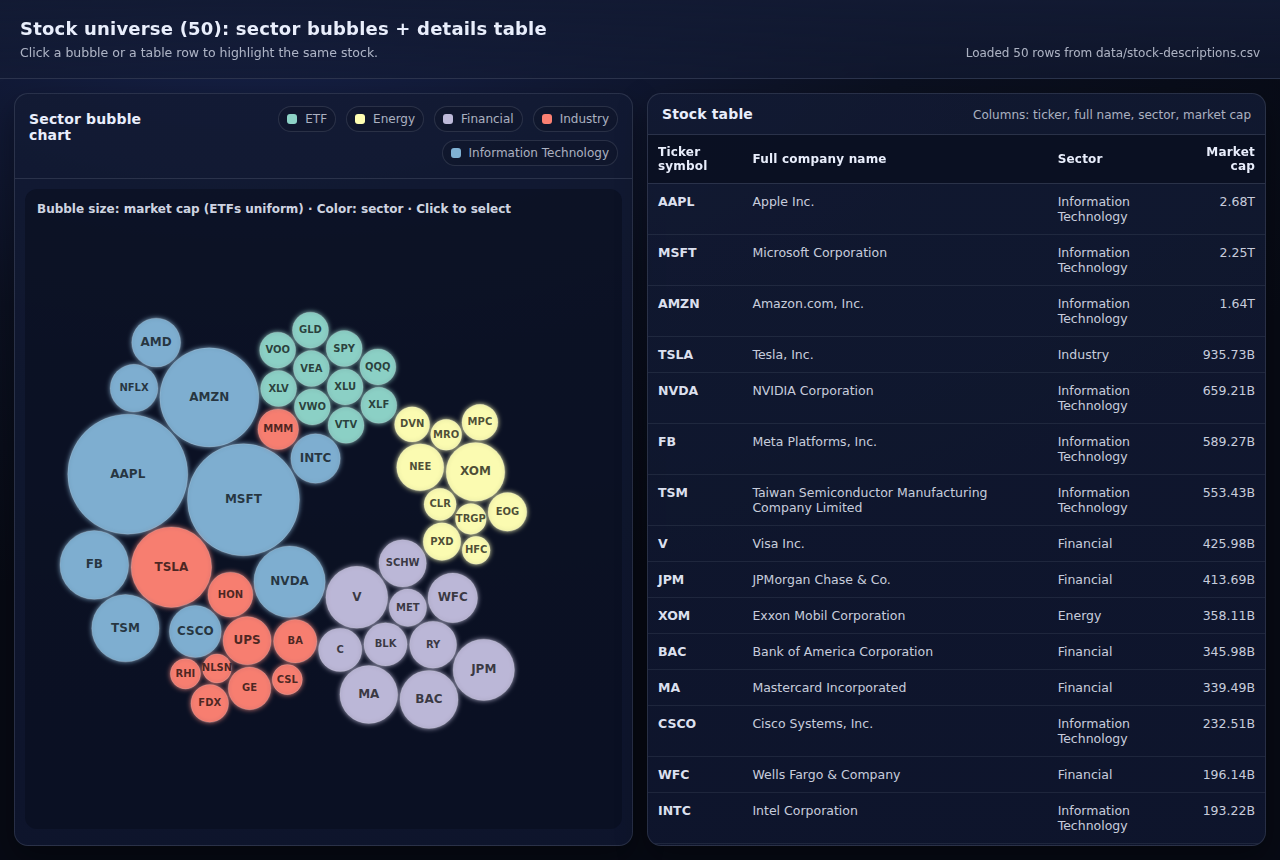 Stock universe (50): sector bubbles + details table
Click a bubble or a table row to highlight the same stock.
Loaded 50 rows from data/stock-descriptions.csv
Sector bubble
chart
ETF
Energy
Financial
Industry
Information Technology
Bubble size: market cap (ETFs uniform) · Color: sector · Click to select
GLD
AMD
VOO
SPY
VEA
QQQ
NFLX
XLV
XLU
AMZN
VWO
XLF
MPC
DVN
VTV
MMM
MRO
INTC
NEE
XOM
AAPL
MSFT
CLR
EOG
TRGP
PXD
HFC
SCHW
FB
TSLA
NVDA
HON
V
WFC
MET
TSM
CSCO
UPS
BA
BLK
RY
C
NLSN
JPM
RHI
CSL
GE
MA
BAC
FDX
Stock table
Columns: ticker, full name, sector, market cap
Ticker
symbol
Full company name
Sector
Market
cap
AAPL
Apple Inc.
Information
Technology
2.68T
MSFT
Microsoft Corporation
Information
Technology
2.25T
AMZN
Amazon.com, Inc.
Information
Technology
1.64T
TSLA
Tesla, Inc.
Industry
935.73B
NVDA
NVIDIA Corporation
Information
Technology
659.21B
FB
Meta Platforms, Inc.
Information
Technology
589.27B
TSM
Taiwan Semiconductor Manufacturing
Company Limited
Information
Technology
553.43B
V
Visa Inc.
Financial
425.98B
JPM
JPMorgan Chase & Co.
Financial
413.69B
XOM
Exxon Mobil Corporation
Energy
358.11B
BAC
Bank of America Corporation
Financial
345.98B
MA
Mastercard Incorporated
Financial
339.49B
CSCO
Cisco Systems, Inc.
Information
Technology
232.51B
WFC
Wells Fargo & Company
Financial
196.14B
INTC
Intel Corporation
Information
Technology
193.22B